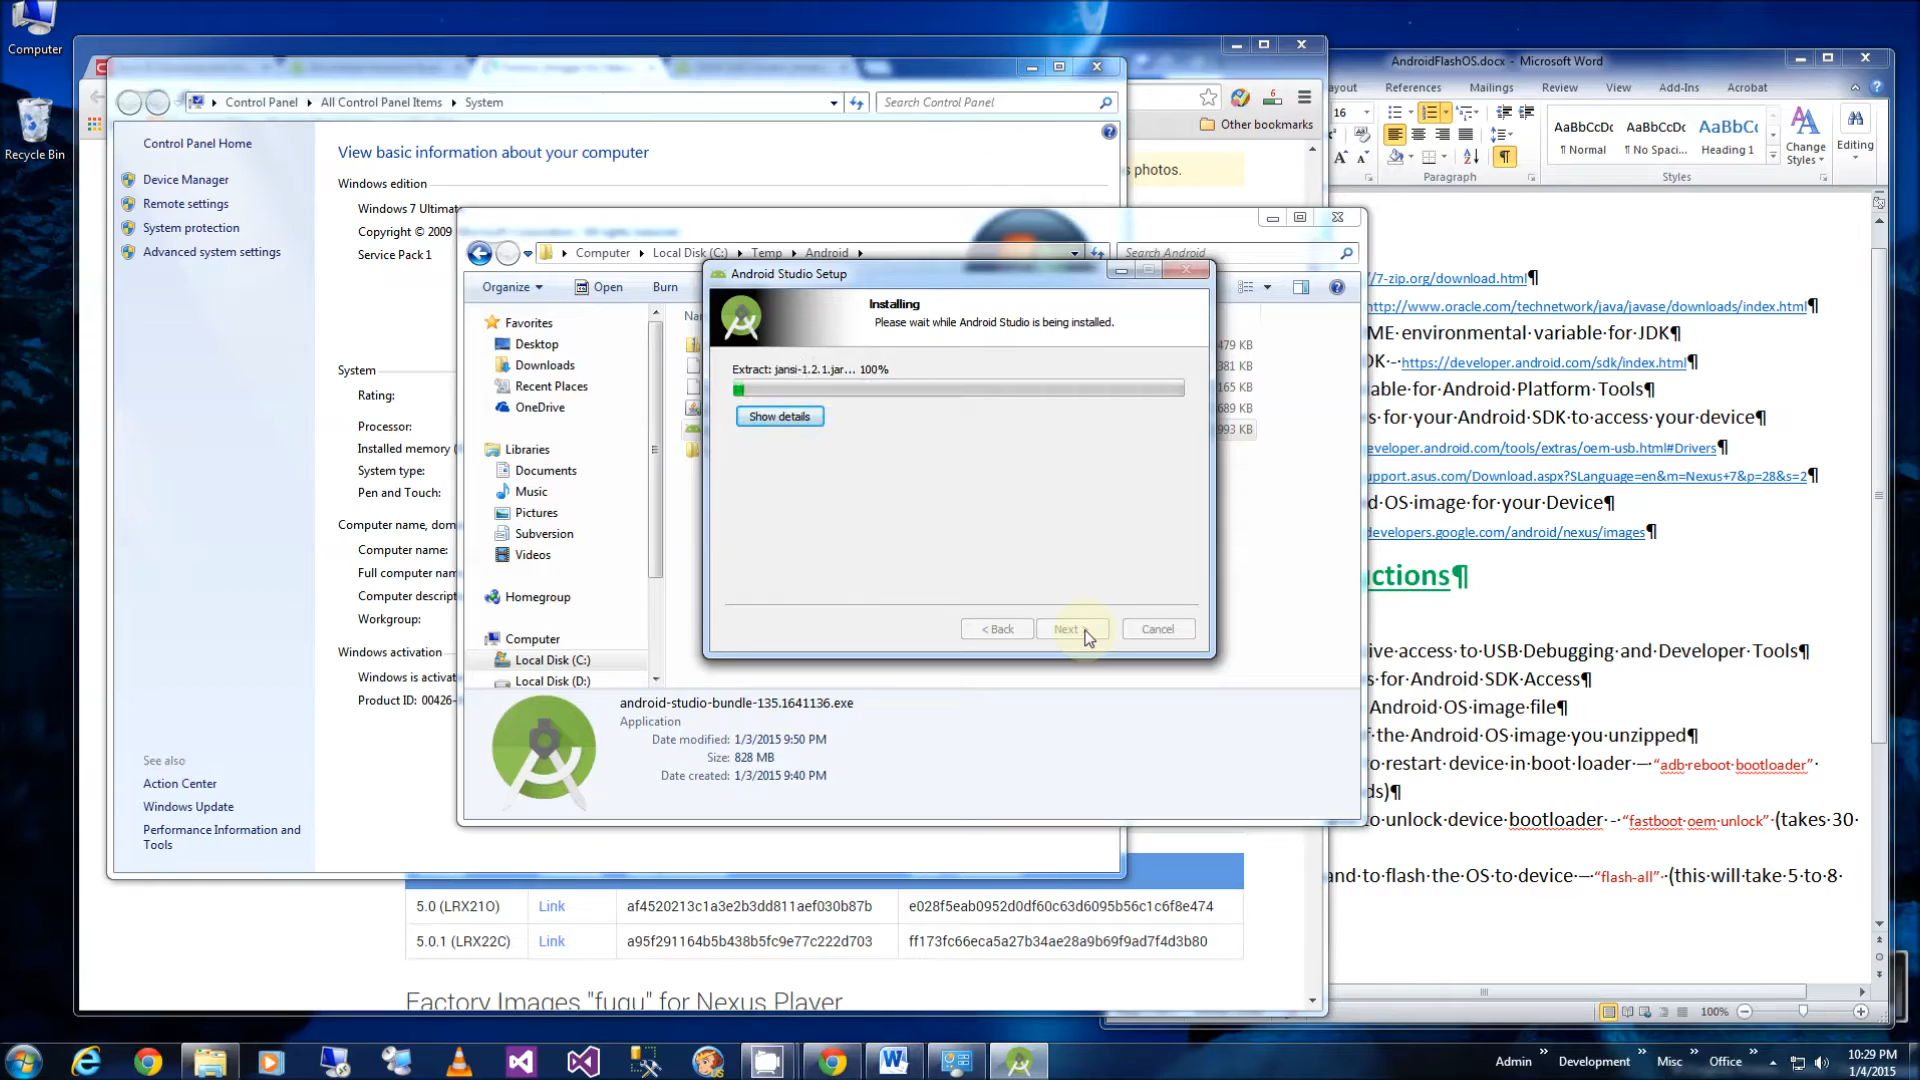 Computer
Recycle Bin
Control Panel
All Control Panel Items
System
Search Control Panel
Control Panel Home
Device Manager
Remote settings
System protection
Advanced system settings
See also
Action Center
Windows Update
Performance Information and
Tools
View basic information about your computer
Windows edition
Windows 7 Ultimat
Copyright © 2009
Service Pack 1
System
Rating:
Processor:
Installed memory (
System type:
Pen and Touch:
Computer name, dom
Computer name:
Full computer nam
Computer descript
Workgroup:
Windows activation
Windows is activat
Product ID: 00426-
Other bookmarks
s photos.
5.0 (LRX21O) Link af4520213c1a3e2b3dd811aef030b87b e028f5eab0952d0df60c63d6095b56c1c6f8e474
5.0.1 (LRX22C) Link a95f291164b5b438b5fc9e77c222d703 ff173fc66eca5a27b34ae28a9b69f9ad7f4d3b80
Factory Images "fugu" for Nexus Player
Computer
Local Disk (C:)
Temp
Android
Search Android
Organize
Open
Burn
Favorites
Desktop
Downloads
Recent Places
OneDrive
Libraries
Documents
Music
Pictures
Subversion
Videos
Homegroup
Computer
Local Disk (C:)
Local Disk (D:)
Nar
479 KB
381 KB
165 KB
689 KB
993 KB
android-studio-bundle-135.1641136.exe
Application
Date modified: 1/3/2015 9:50 PM
Size: 828 MB
Date created: 1/3/2015 9:40 PM
Android Studio Setup
Installing
Please wait while Android Studio is being installed.
Extract: jansi-1.2.1.jar... 100%
Show details
< Back
Next >
Cancel
AndroidFlashOS.docx - Microsoft Word
ayout
References
Mailings
Review
View
Add-Ins
Acrobat
16
AaBbCcDc
¶ Normal
AaBbCcDc
¶ No Spaci...
AaBbCc
Heading 1
Change
Styles
Editing
Paragraph
Styles
/7-zip.org/download.html¶
http://www.oracle.com/technetwork/java/javase/downloads/index.html¶
ME·environmental·variable·for·JDK¶
DK·-·https://developer.android.com/sdk/index.html¶
able·for·Android·Platform·Tools¶
s·for·your·Android·SDK·to·access·your·device¶
eveloper.android.com/tools/extras/oem-usb.html#Drivers¶
upport.asus.com/Download.aspx?SLanguage=en&m=Nexus+7&p=28&s=2¶
d·OS·image·for·your·Device¶
developers.google.com/android/nexus/images¶
ctions¶
ive·access·to·USB·Debugging·and·Developer·Tools¶
s·for·Android·SDK·Access¶
Android·OS·image·file¶
f·the·Android·OS·image·you·unzipped¶
o·restart·device·in·boot·loader·–·“adb·reboot·bootloader”·
ds)¶
to·unlock·device·bootloader·-·“fastboot·oem·unlock”·(takes·30·
and·to·flash·the·OS·to·device·–·“flash-all”·(this·will·take·5·to·8·
100%
Admin
Development
Misc
Office
10:29 PM
1/4/2015